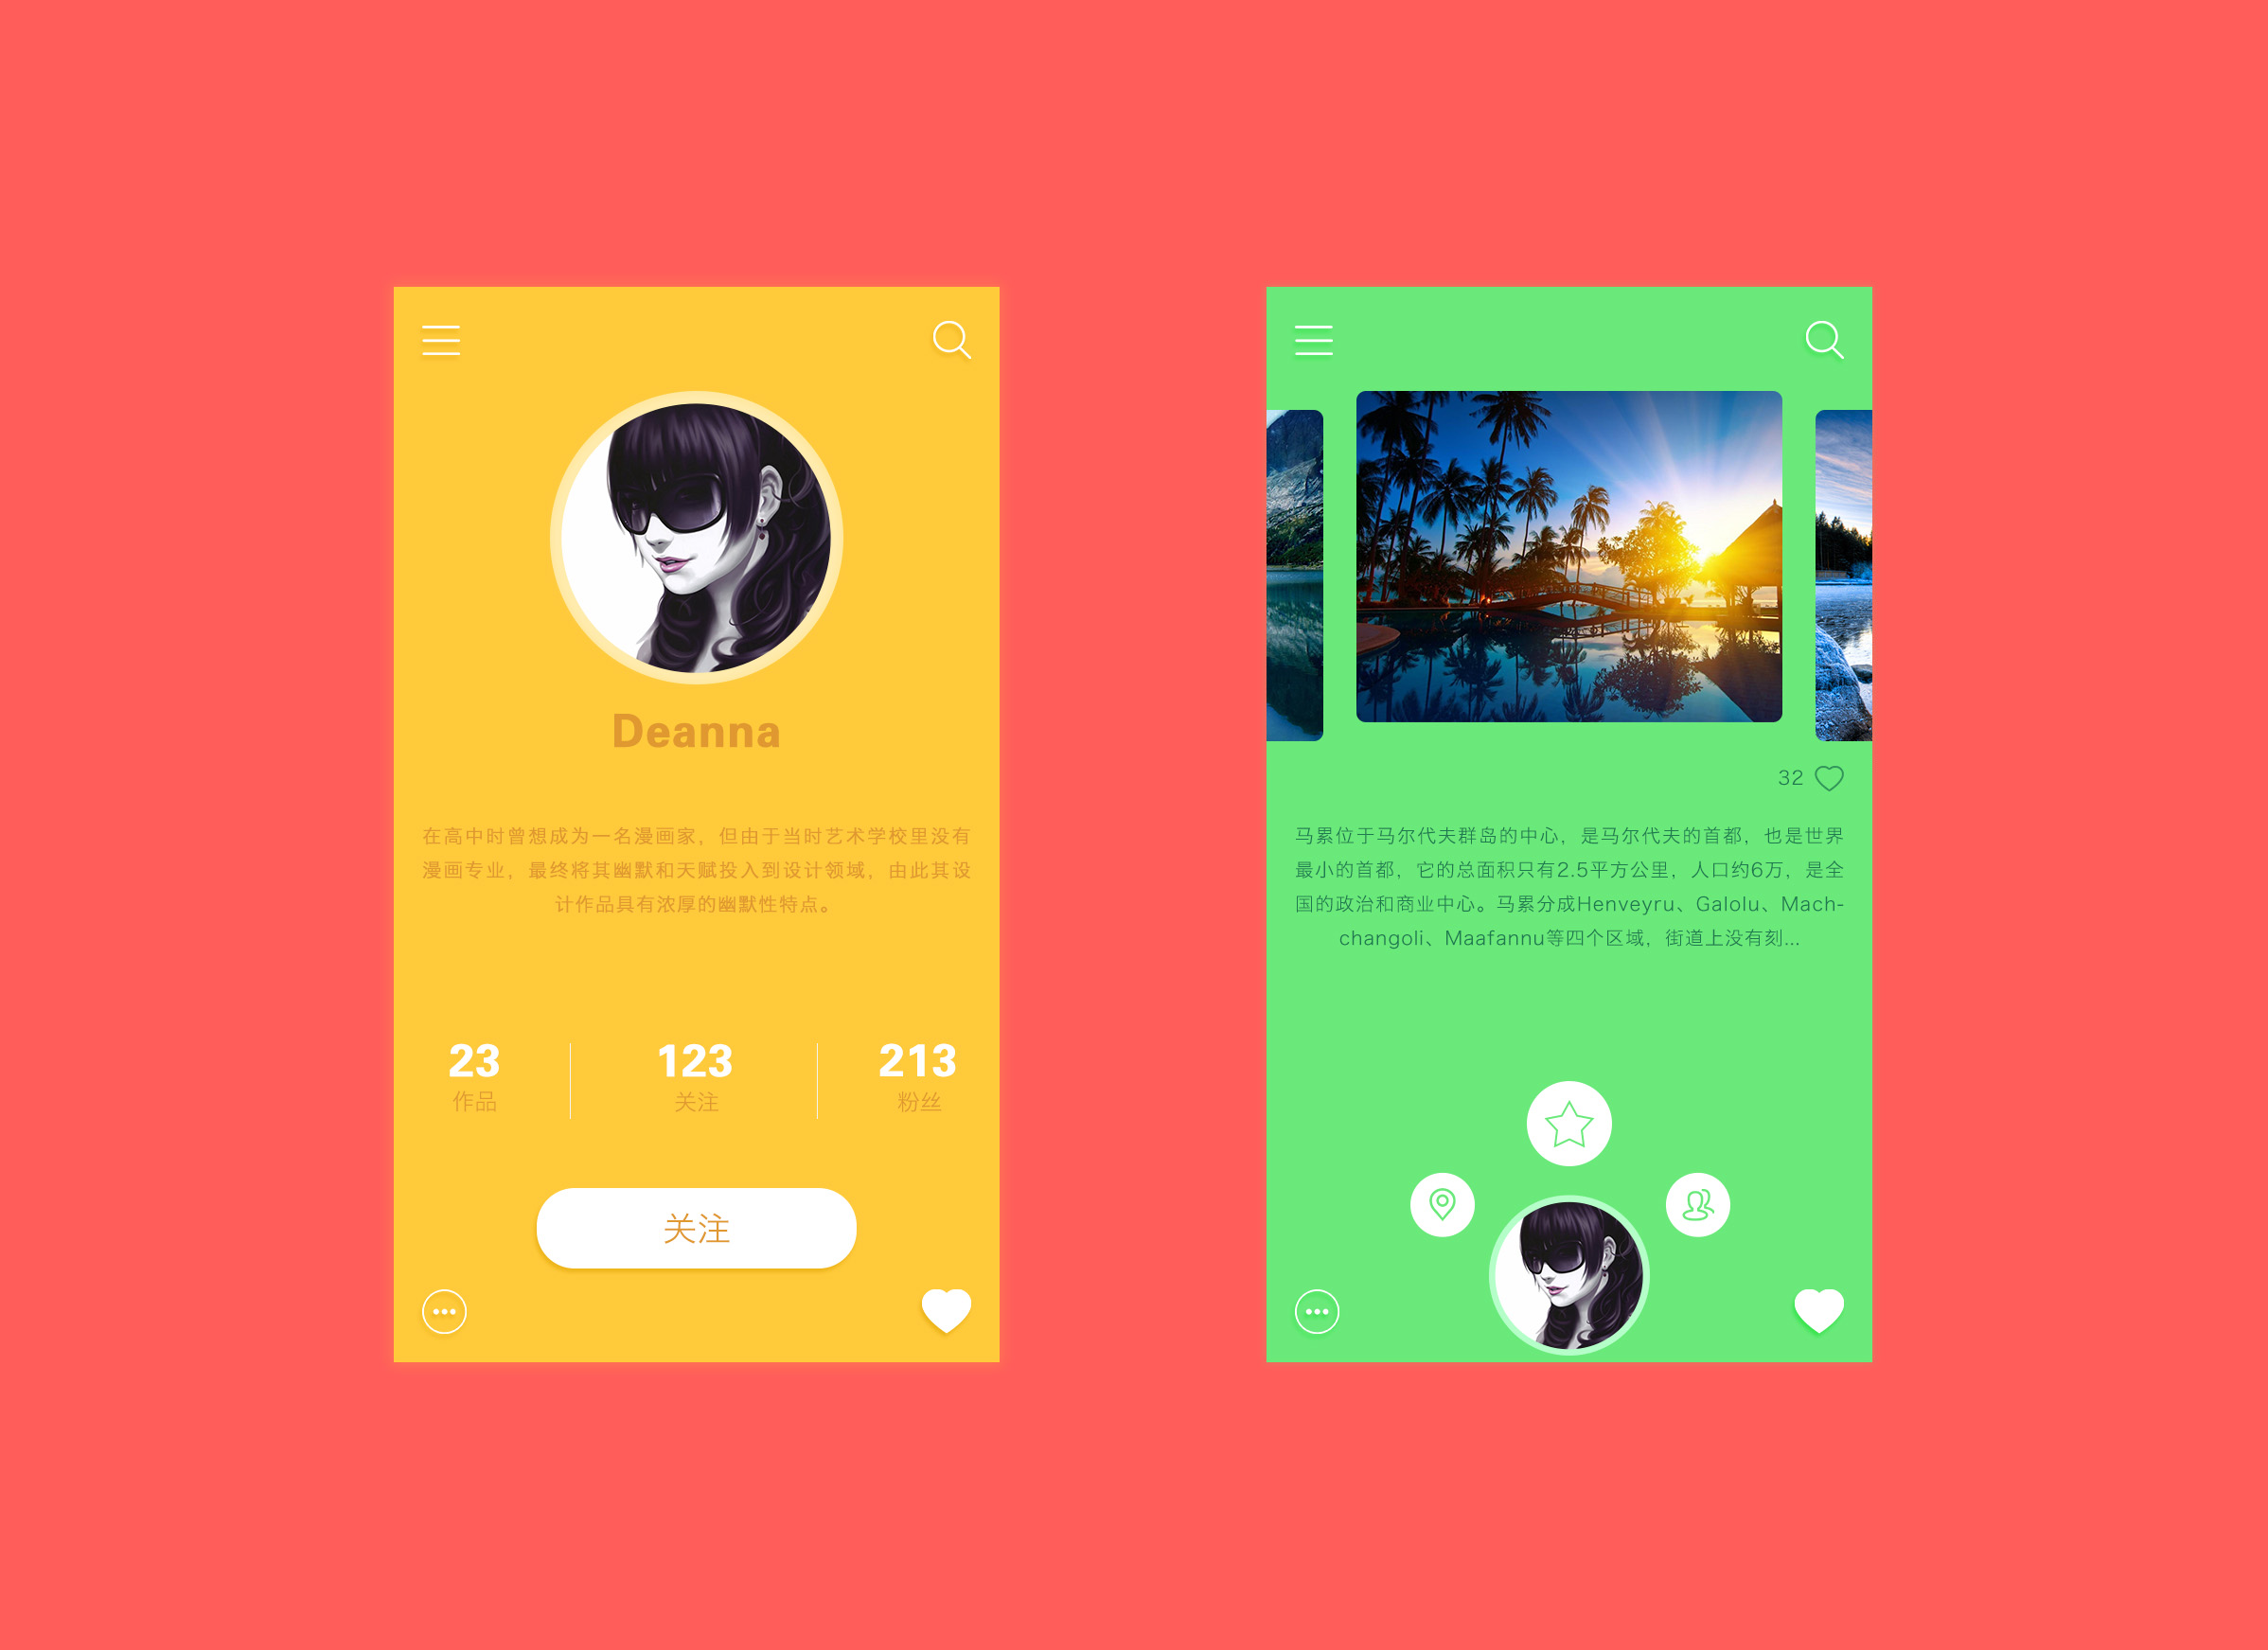 Deanna
在高中时曾想成为一名漫画家，但由于当时艺术学校里没有
漫画专业，最终将其幽默和天赋投入到设计领域，由此其设
计作品具有浓厚的幽默性特点。
23
作品
123
关注
213
粉丝
关注
32
马累位于马尔代夫群岛的中心，是马尔代夫的首都，也是世界
最小的首都，它的总面积只有2.5平方公里，人口约6万，是全
国的政治和商业中心。马累分成Henveyru、Galolu、Mach-
changoli、Maafannu等四个区域，街道上没有刻...